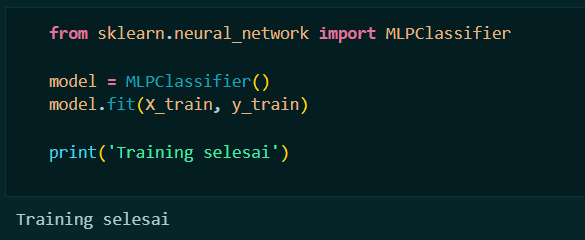 from sklearn.neural_network import MLPClassifier
model = MLPClassifier()
model.fit(X_train, y_train)
print('Training selesai')
Training selesai